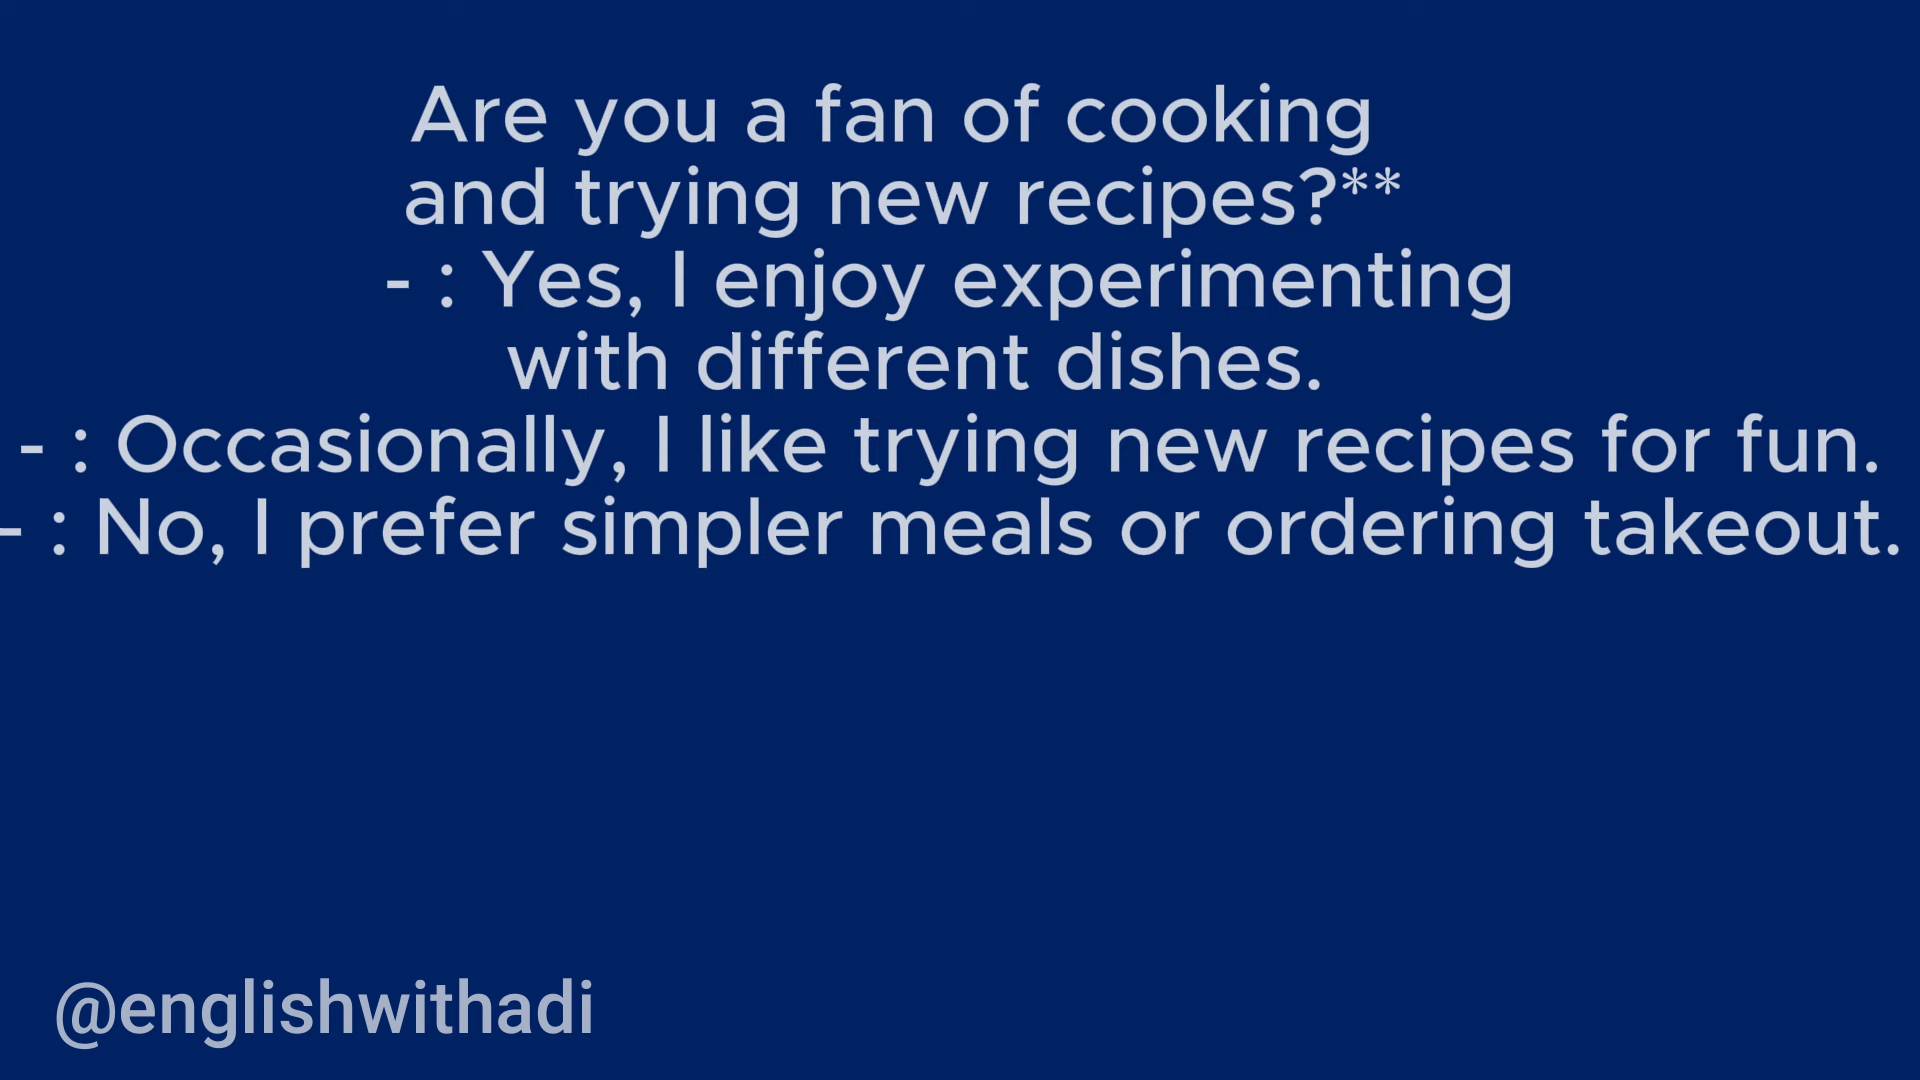 Are you a fan of cooking
and trying new recipes?**
- : Yes, I enjoy experimenting
with different dishes.
- : Occasionally, I like trying new recipes for fun.
- : No, I prefer simpler meals or ordering takeout.
@englishwithadi